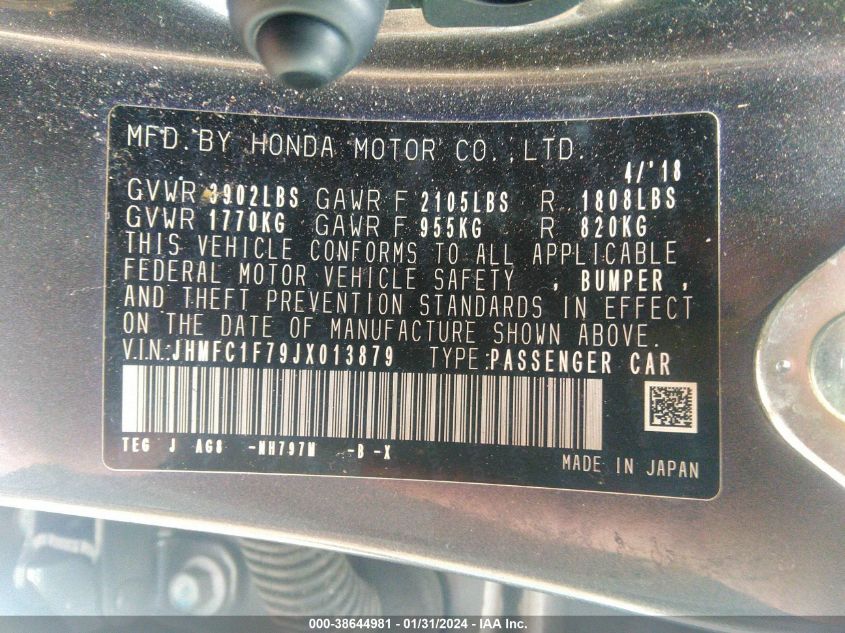 MFD. BY HONDA MOTOR CO., LTD.
4/'18
GVWR 3902LBS GAWR F 2105LBS R 1808LBS
GVWR 1770KG GAWR F 955KG R 820KG
THIS VEHICLE CONFORMS TO ALL APPLICABLE
FEDERAL MOTOR VEHICLE SAFETY , BUMPER ,
AND THEFT PREVENTION STANDARDS IN EFFECT
ON THE DATE OF MANUFACTURE SHOWN ABOVE.
V.I.N: JHMFC1F79JX013879 TYPE: PASSENGER CAR
TEG J AG8 -NH797M -B -X
MADE IN JAPAN
000-38644981 - 01/31/2024 - IAA Inc.